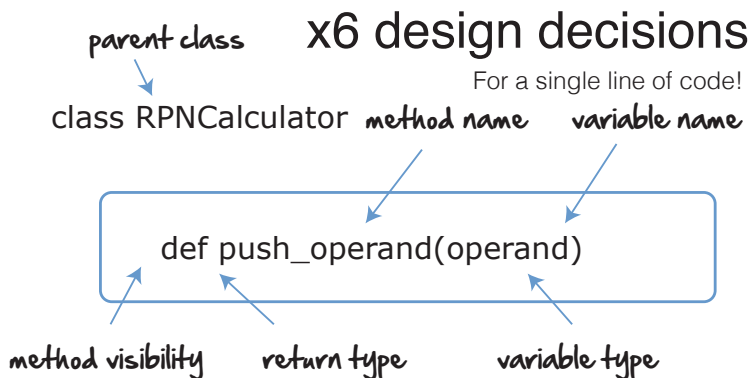 parent class
x6 design decisions
For a single line of code!
class RPNCalculator
method name
variable name
def push_operand(operand)
method visibility
return type
variable type